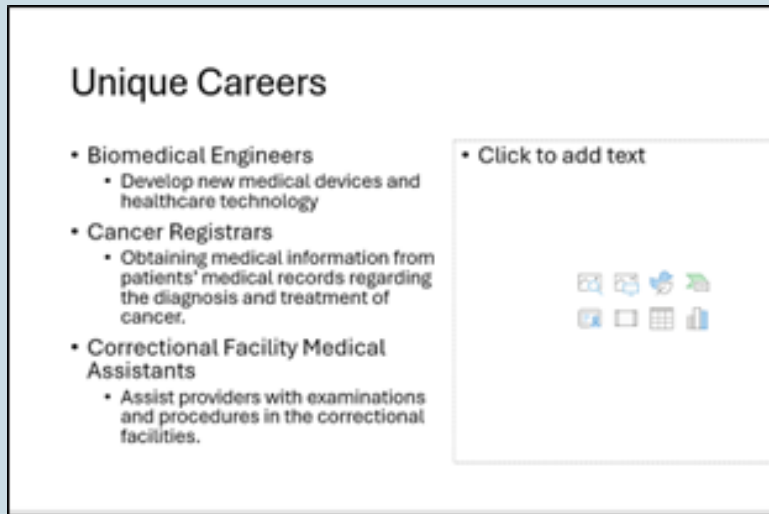 Unique Careers
• Biomedical Engineers
• Develop new medical devices and
healthcare technology
• Cancer Registrars
• Obtaining medical information from
patients' medical records regarding
the diagnosis and treatment of
cancer.
• Correctional Facility Medical
Assistants
• Assist providers with examinations
and procedures in the correctional
facilities.
• Click to add text